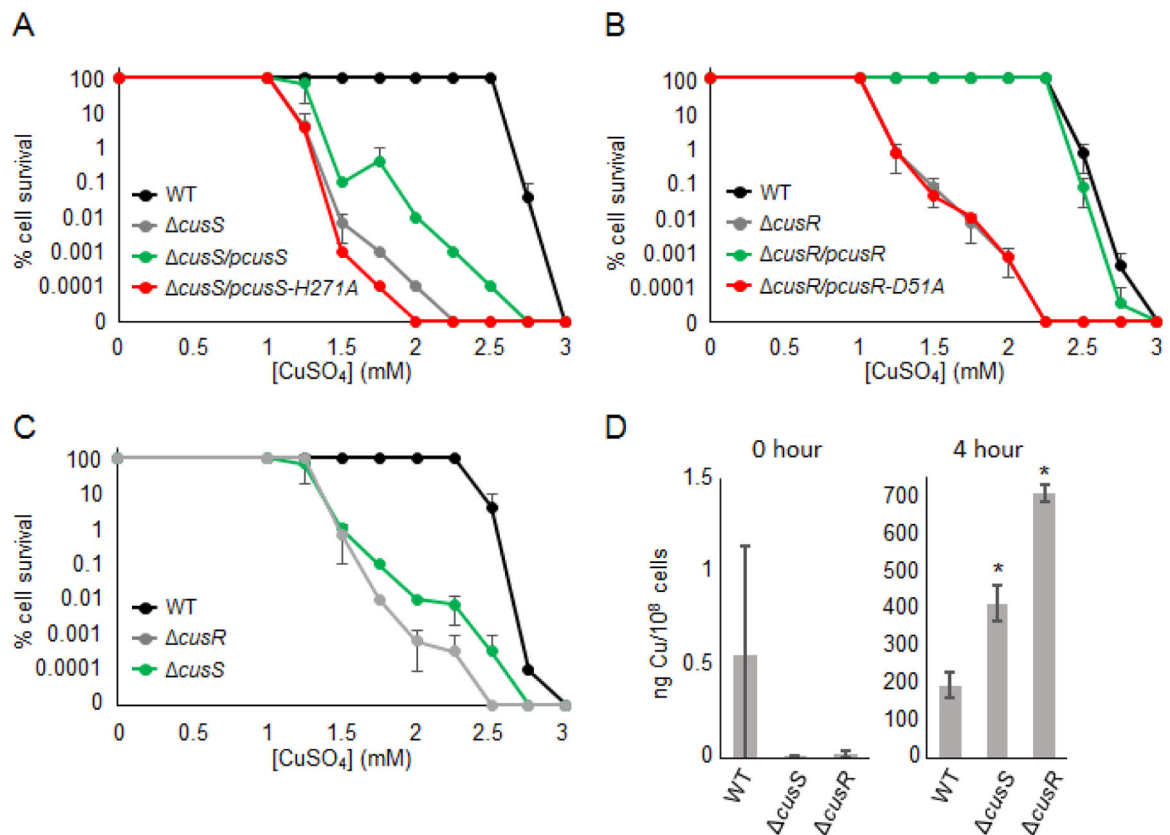 A
% cell survival
100
10
1
0.1
0.01
0.001
0.0001
0
WT
ΔcusS
ΔcusS/pcusS
ΔcusS/pcusS-H271A
0 0.5 1 1.5 2 2.5 3
[CuSO₄] (mM)
B
% cell survival
100
10
1
0.1
0.01
0.001
0.0001
0
WT
ΔcusR
ΔcusR/pcusR
ΔcusR/pcusR-D51A
0 0.5 1 1.5 2 2.5 3
[CuSO₄] (mM)
C
% cell survival
100
10
1
0.1
0.01
0.001
0.0001
0
WT
ΔcusR
ΔcusS
0 0.5 1 1.5 2 2.5 3
[CuSO₄] (mM)
D
0 hour
ng Cu/10⁸ cells
1.5
1
0.5
0
WT ΔcusS ΔcusR
4 hour
700
600
500
400
300
200
100
0
* *
WT ΔcusS ΔcusR